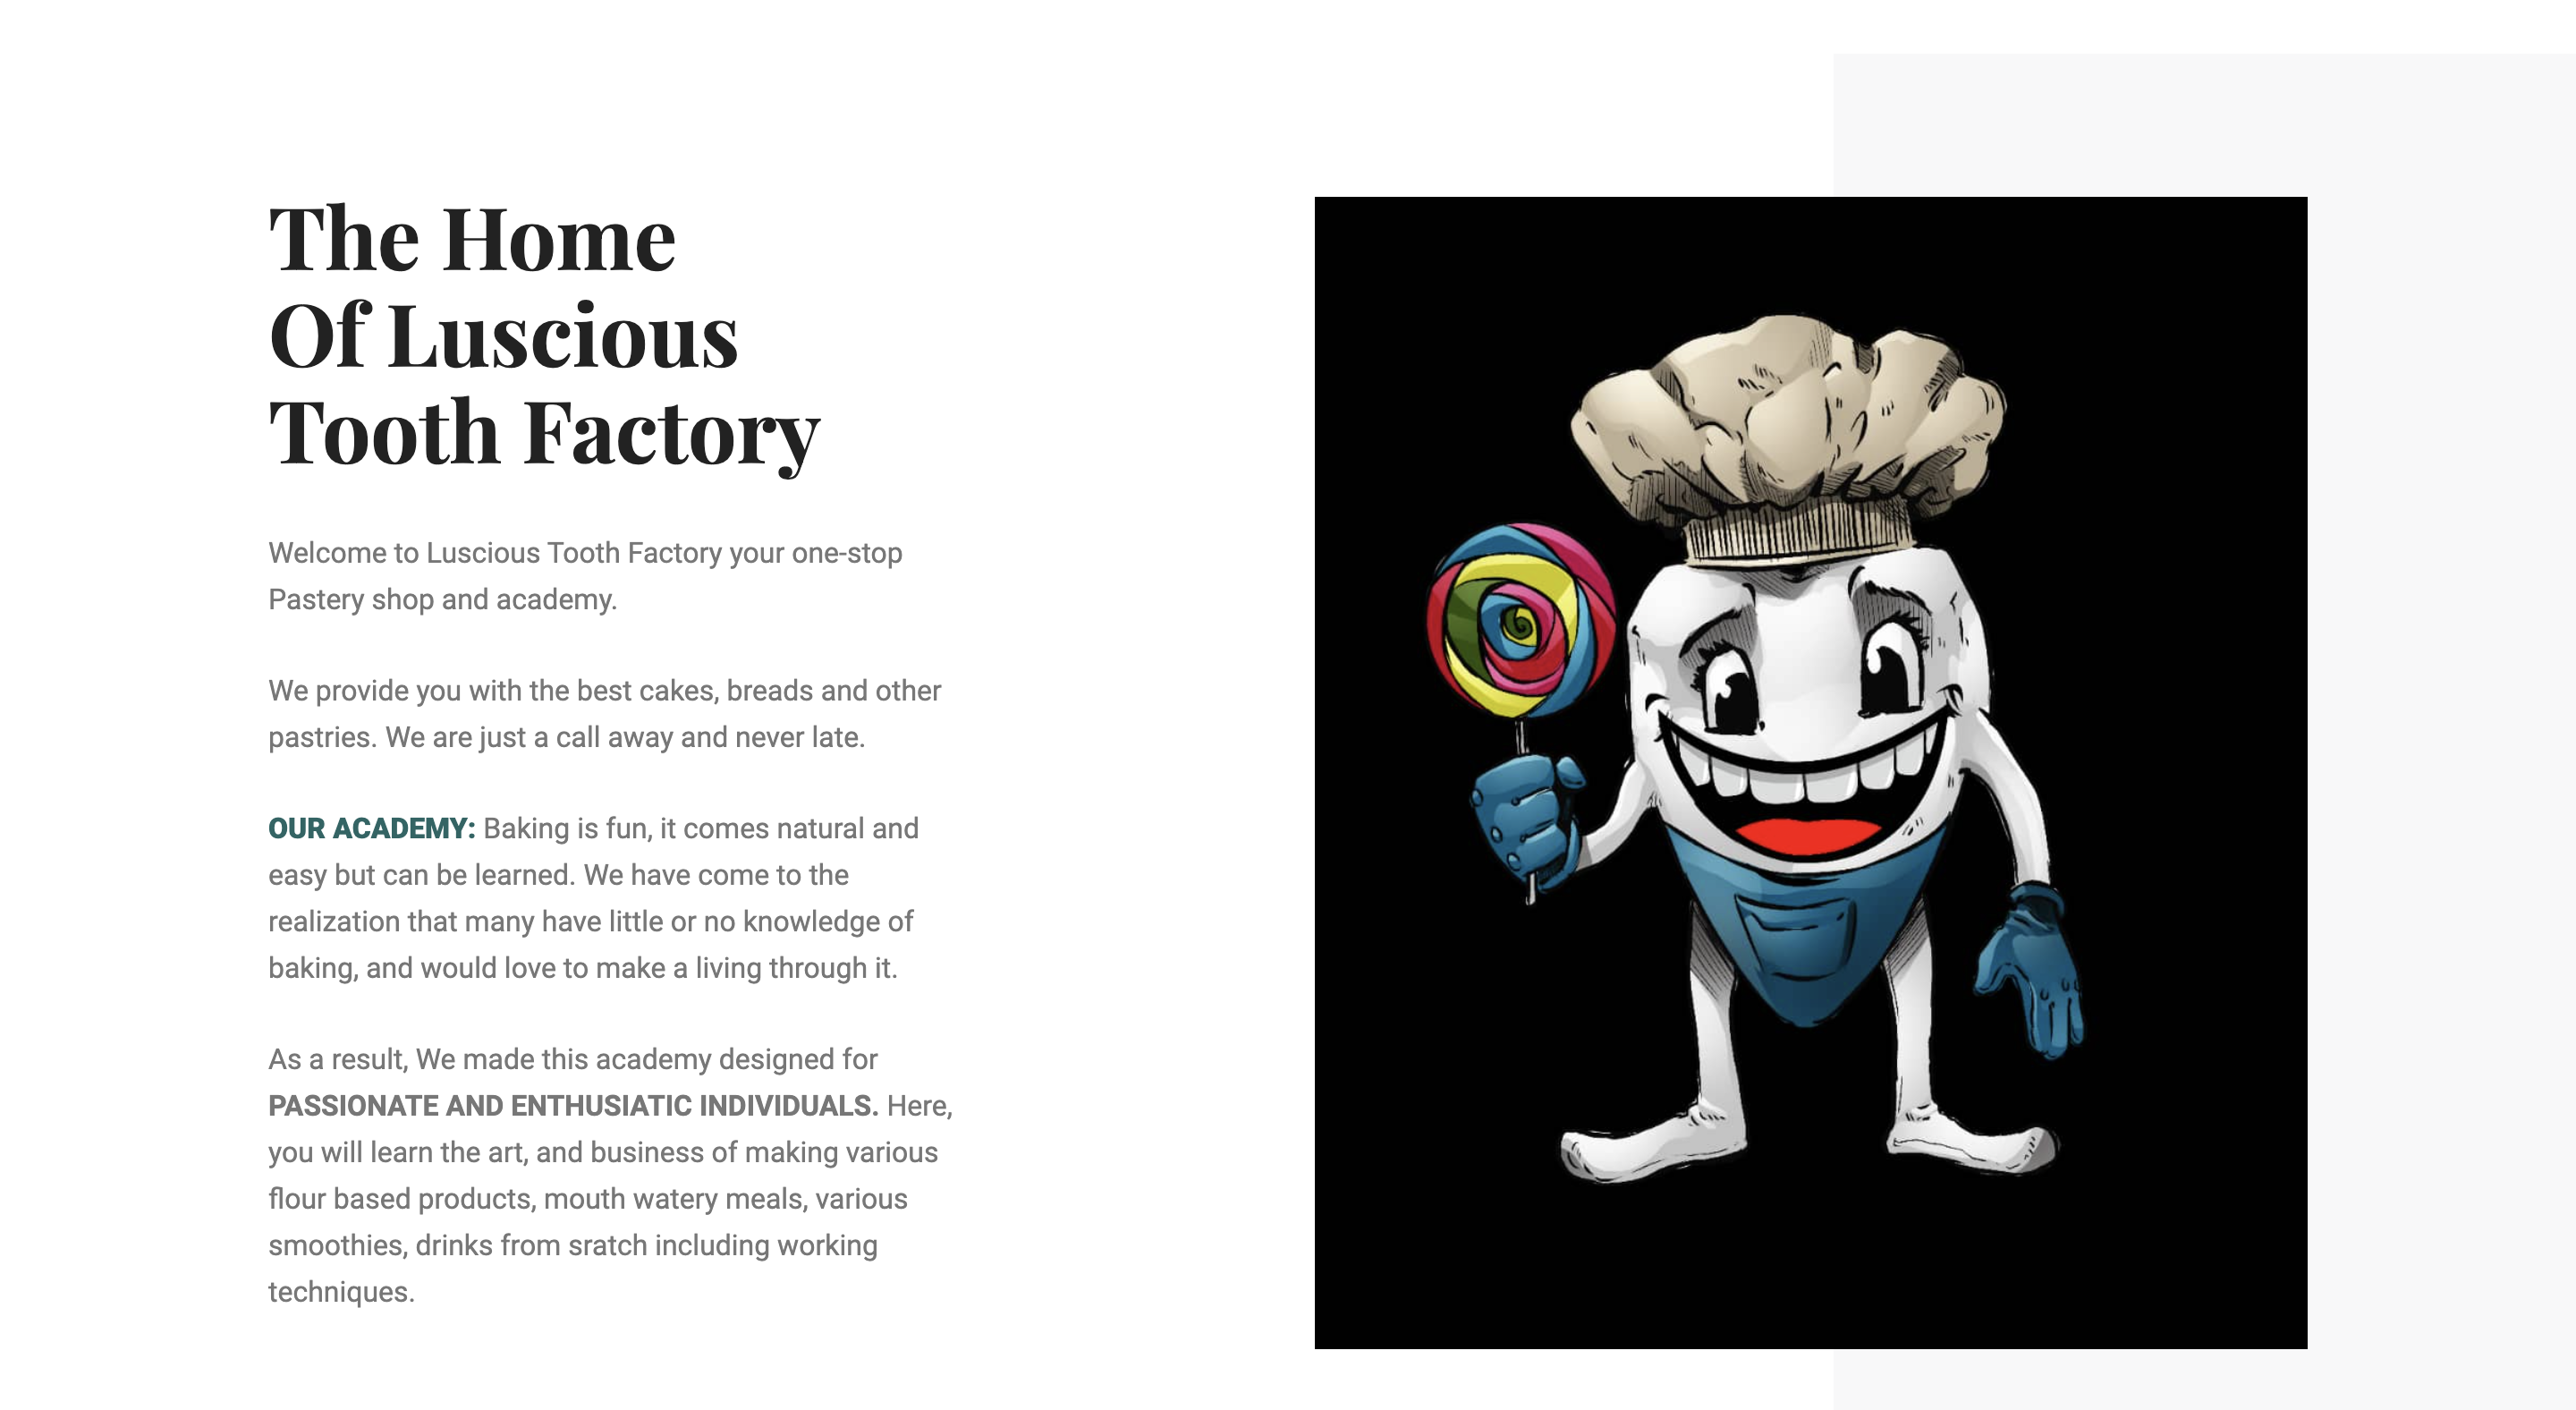 The Home
Of Luscious
Tooth Factory
Welcome to Luscious Tooth Factory your one-stop
Pastery shop and academy.
We provide you with the best cakes, breads and other
pastries. We are just a call away and never late.
OUR ACADEMY: Baking is fun, it comes natural and
easy but can be learned. We have come to the
realization that many have little or no knowledge of
baking, and would love to make a living through it.
As a result, We made this academy designed for
PASSIONATE AND ENTHUSIATIC INDIVIDUALS. Here,
you will learn the art, and business of making various
flour based products, mouth watery meals, various
smoothies, drinks from sratch including working
techniques.